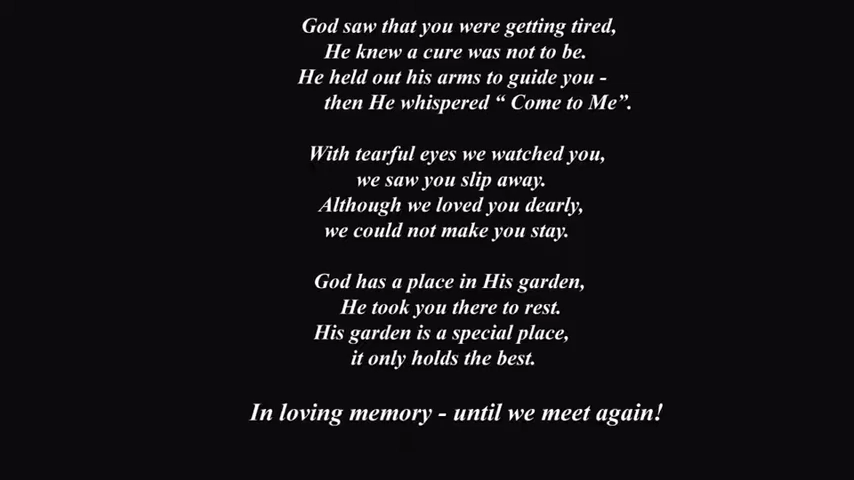 God saw that you were getting tired,
He knew a cure was not to be.
He held out his arms to guide you -
then He whispered “ Come to Me”.
With tearful eyes we watched you,
we saw you slip away.
Although we loved you dearly,
we could not make you stay.
God has a place in His garden,
He took you there to rest.
His garden is a special place,
it only holds the best.
In loving memory - until we meet again!